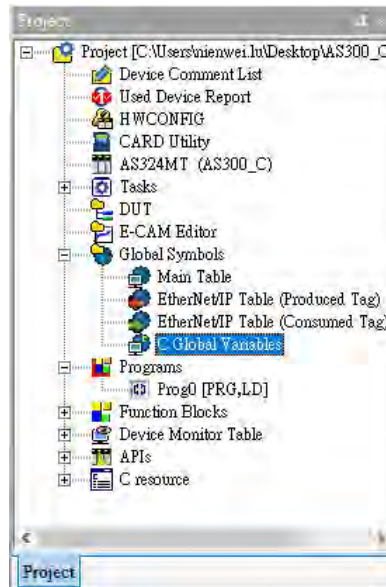 Project
Project [C:\Users\nienwei.lu\Desktop\AS300_C
Device Comment List
Used Device Report
HWCONFIG
CARD Utility
AS324MT (AS300_C)
Tasks
DUT
E-CAM Editor
Global Symbols
Main Table
EtherNet/IP Table (Produced Tag)
EtherNet/IP Table (Consumed Tag)
C Global Variables
Programs
Prog0 [PRG,LD]
Function Blocks
Device Monitor Table
APIs
C resource
Project